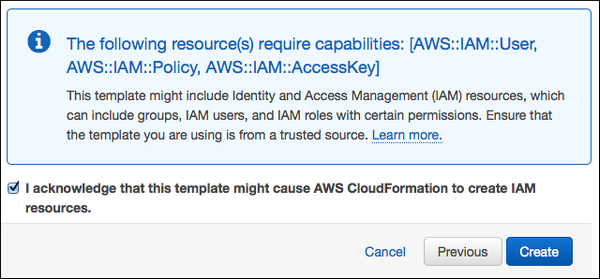 The following resource(s) require capabilities: [AWS::IAM::User,
AWS::IAM::Policy, AWS::IAM::AccessKey]
This template might include Identity and Access Management (IAM) resources, which
can include groups, IAM users, and IAM roles with certain permissions. Ensure that
the template you are using is from a trusted source. Learn more.
I acknowledge that this template might cause AWS CloudFormation to create IAM
resources.
Cancel Previous Create